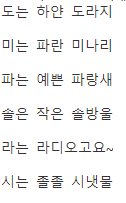 도는 하얀 도라지
미는 파란 미나리
파는 예쁜 파랑새
솔은 작은 솔방울
라는 라디오고요~
시는 졸졸 시냇물